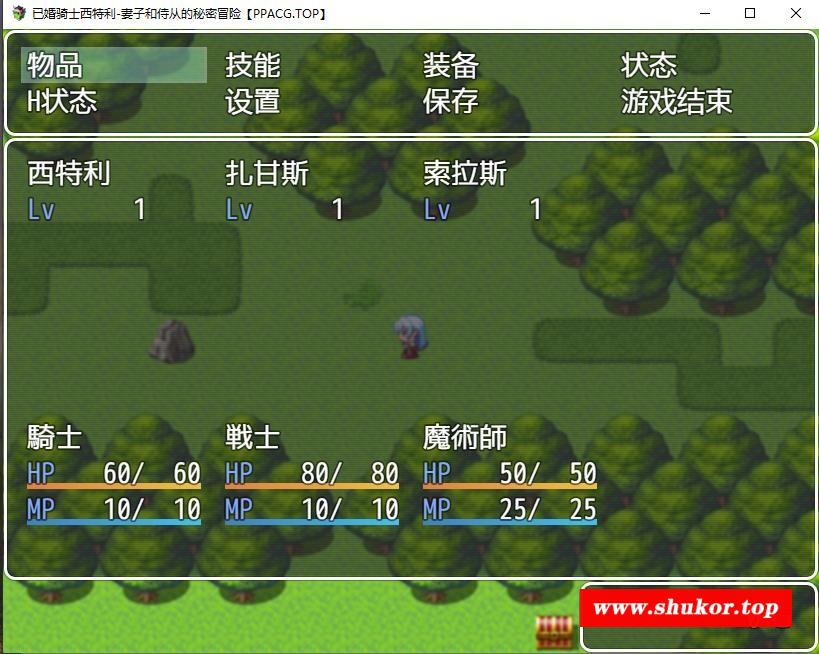 已婚骑士西特利-妻子和侍从的秘密冒险【PPACG.TOP】
物品 技能 装备 状态
H状态 设置 保存 游戏结束
西特利 扎甘斯 索拉斯
Lv 1 Lv 1 Lv 1
騎士 戦士 魔術師
HP 60/ 60 HP 80/ 80 HP 50/ 50
MP 10/ 10 MP 10/ 10 MP 25/ 25
www.shukor.top